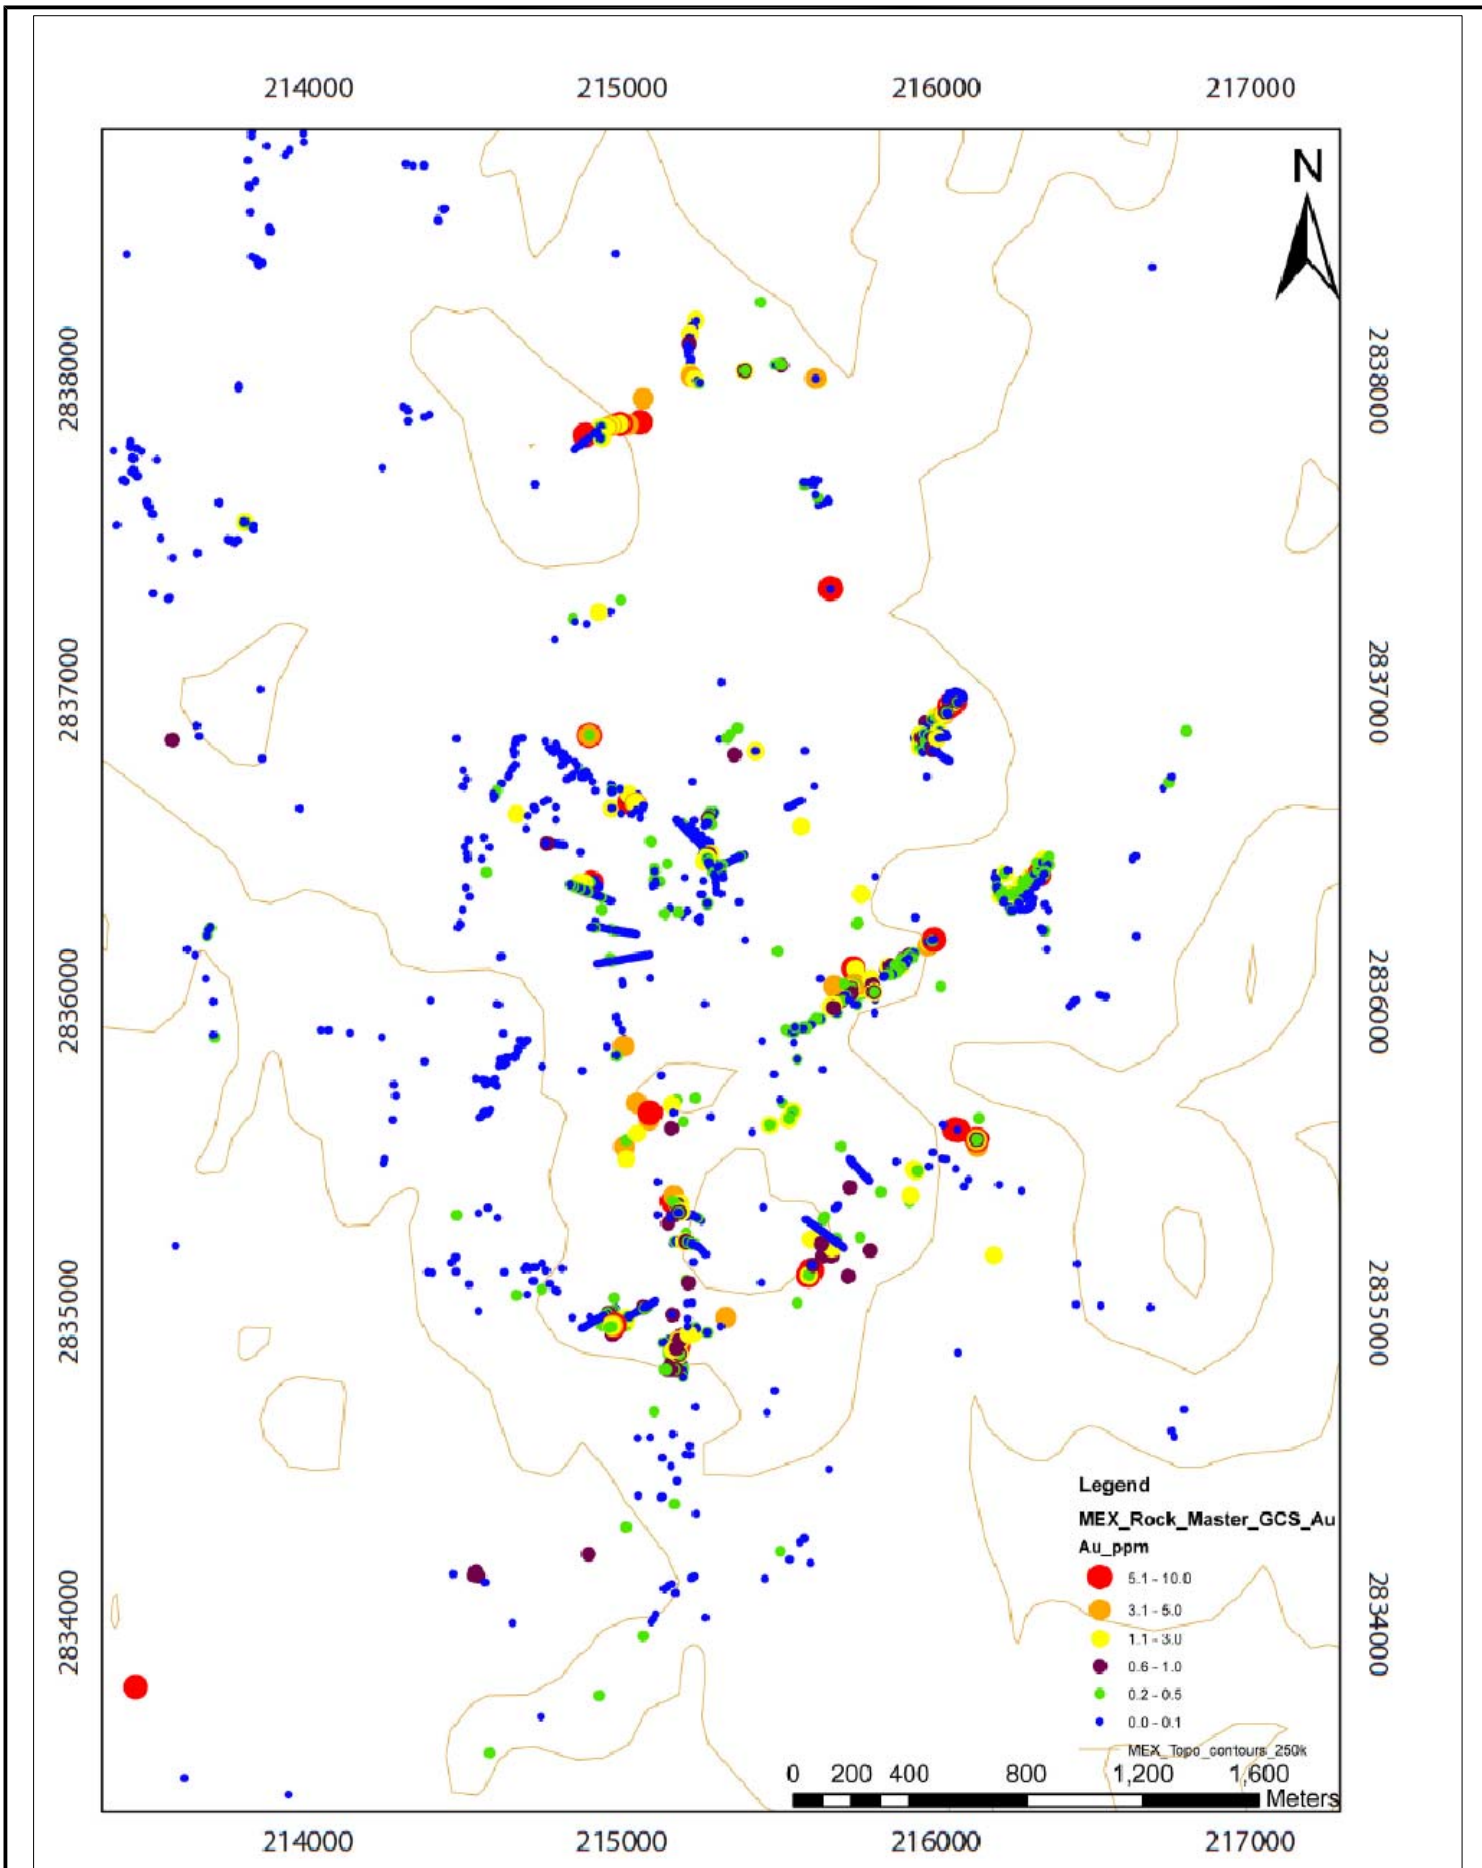 214000 215000 216000 217000
N
2838000 2838000
2837000 2837000
2836000 2836000
2835000 2835000
2834000 2834000
Legend
MEX_Rock_Master_GCS_Au
Au_ppm
5.1 - 10.0
3.1 - 5.0
1.1 - 3.0
0.6 - 1.0
0.2 - 0.5
0.0 - 0.1
MEX_Topo_contours_250k
0 200 400 800 1,200 1,600
Meters
214000 215000 216000 217000